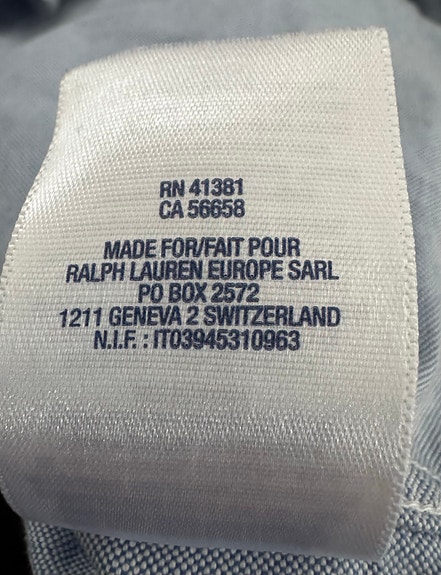 RN 41381
CA 56658
MADE FOR/FAIT POUR
RALPH LAUREN EUROPE SARL
PO BOX 2572
1211 GENEVA 2 SWITZERLAND
N.I.F. : IT03945310963